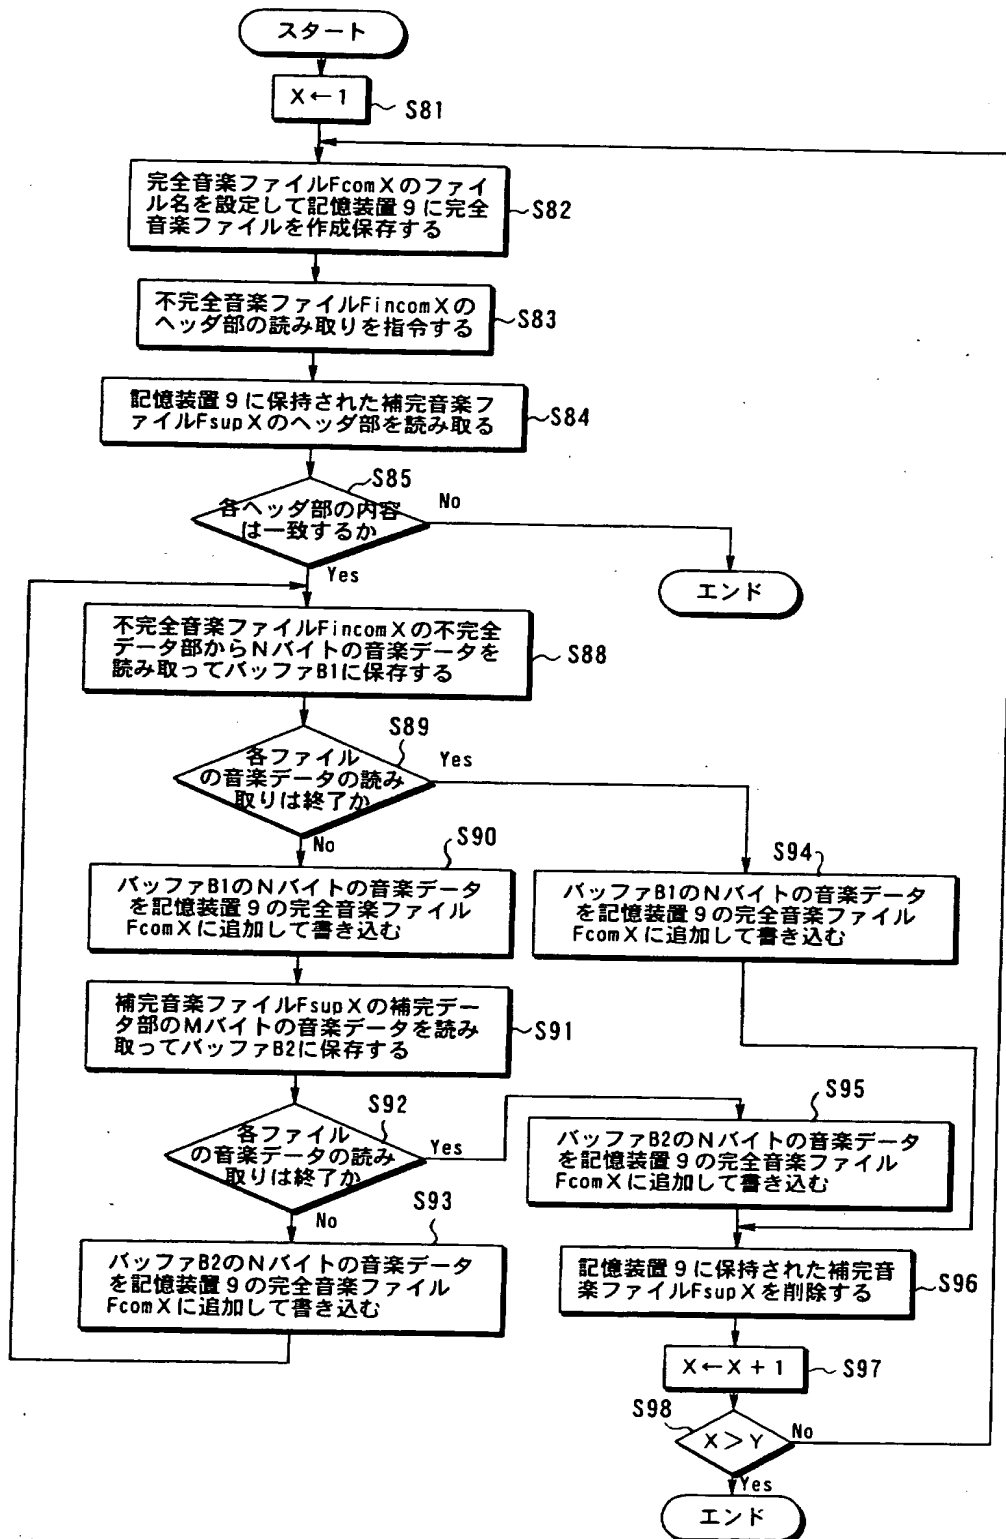 スタート
X←1
S81
完全音楽ファイルFcomXのファイ
ル名を設定して記憶装置9に完全
音楽ファイルを作成保存する
S82
不完全音楽ファイルFincomXの
ヘッダ部の読み取りを指令する
S83
記憶装置9に保持された補完音楽フ
ァイルFsupXのヘッダ部を読み取る
S84
S85
各ヘッダ部の内容
は一致するか
No
Yes
エンド
不完全音楽ファイルFincomXの不完全
データ部からNバイトの音楽データを
読み取ってバッファB1に保存する
S88
S89
各ファイル
の音楽データの読み
取りは終了か
Yes
No
S90
バッファB1のNバイトの音楽データ
を記憶装置9の完全音楽ファイル
FcomXに追加して書き込む
S94
バッファB1のNバイトの音楽データ
を記憶装置9の完全音楽ファイル
FcomXに追加して書き込む
補完音楽ファイルFsupXの補完デー
タ部のMバイトの音楽データを読み
取ってバッファB2に保存する
S91
S92
各ファイル
の音楽データの読み
取りは終了か
Yes
No
S95
バッファB2のNバイトの音楽データ
を記憶装置9の完全音楽ファイル
FcomXに追加して書き込む
S93
バッファB2のNバイトの音楽データ
を記憶装置9の完全音楽ファイル
FcomXに追加して書き込む
記憶装置9に保持された補完音
楽ファイルFsupXを削除する
S96
X←X+1
S97
S98
X>Y
No
Yes
エンド